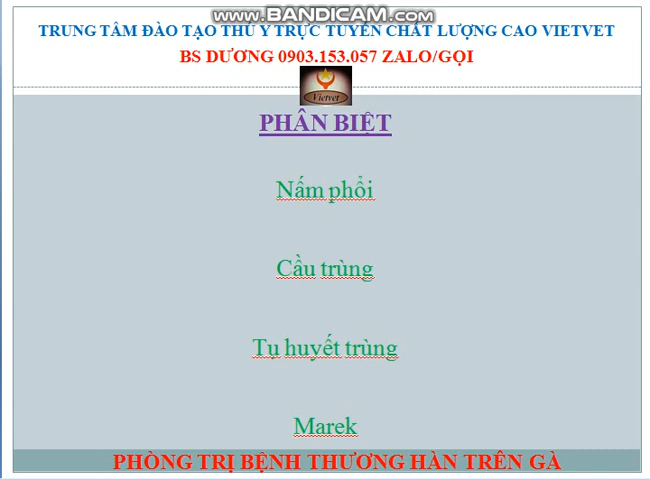 www.BANDICAM.com
TRUNG TÂM ĐÀO TẠO THÚ Y TRỰC TUYẾN CHẤT LƯỢNG CAO VIETVET
BS DƯƠNG 0903.153.057 ZALO/GỌI
Vietvet
PHÂN BIỆT
Nấm phổi
Cầu trùng
Tụ huyết trùng
Marek
PHÒNG TRỊ BỆNH THƯƠNG HÀN TRÊN GÀ